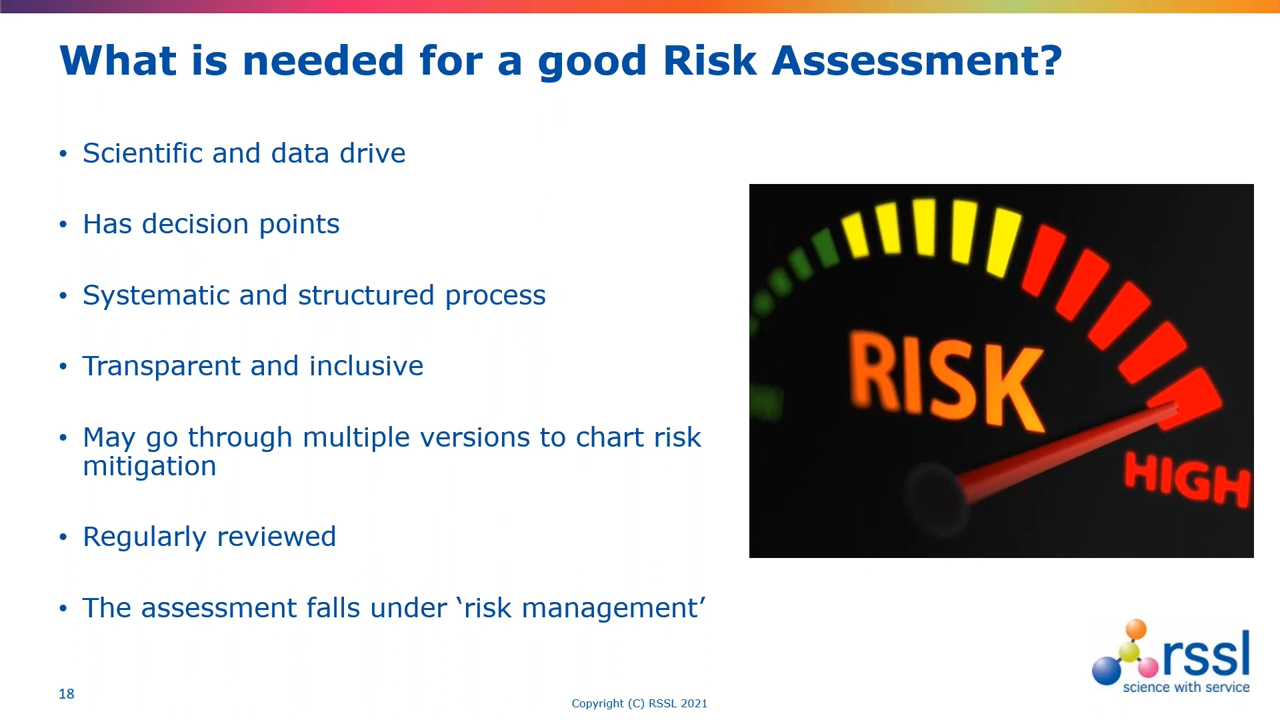 What is needed for a good Risk Assessment?
• Scientific and data drive
• Has decision points
• Systematic and structured process
• Transparent and inclusive
• May go through multiple versions to chart risk
mitigation
• Regularly reviewed
• The assessment falls under ‘risk management’
RISK
HIGH
rssl
science with service
18
Copyright (C) RSSL 2021